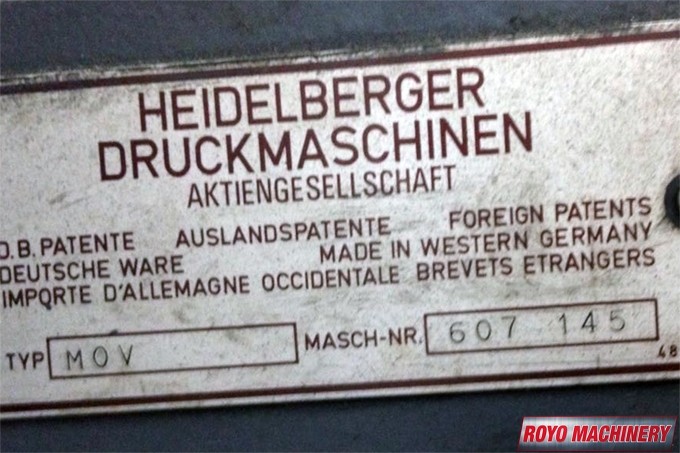 HEIDELBERGER
DRUCKMASCHINEN
AKTIENGESELLSCHAFT
D.B. PATENTE AUSLANDSPATENTE FOREIGN PATENTS
DEUTSCHE WARE MADE IN WESTERN GERMANY
IMPORTE D'ALLEMAGNE OCCIDENTALE BREVETS ETRANGERS
TYP MOV MASCH-NR. 607 145
48
ROYO MACHINERY